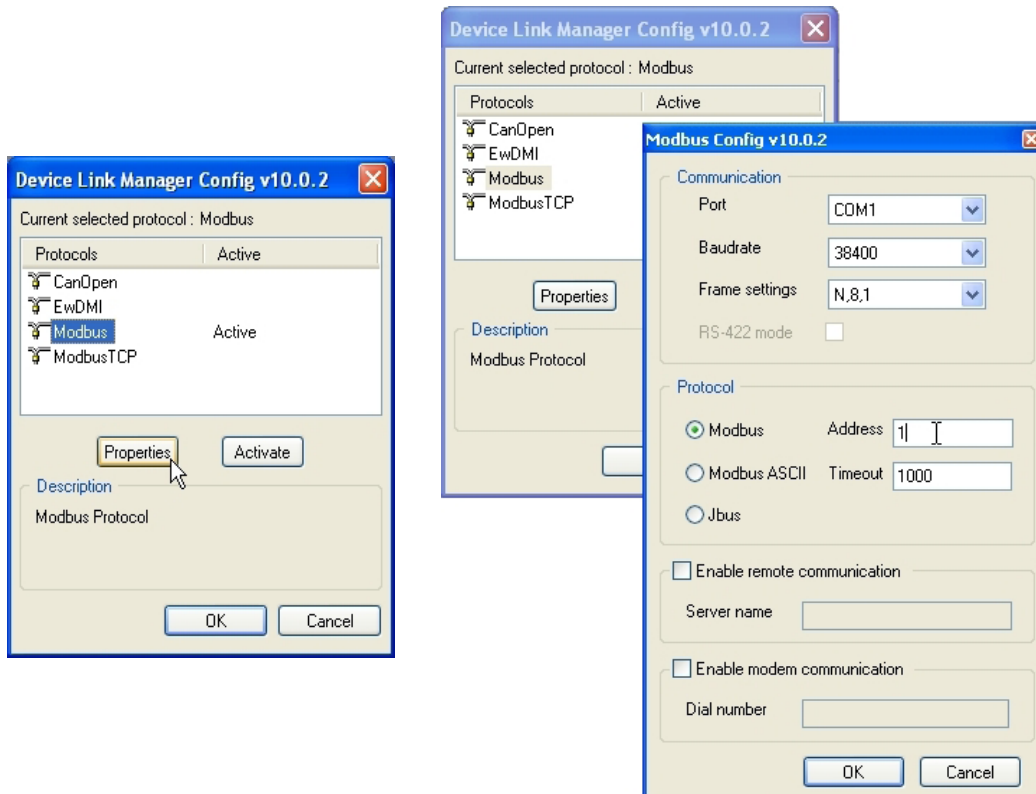 Device Link Manager Config v10.0.2
Current selected protocol : Modbus
Protocols Active
CanOpen
EwDMI
Modbus Active
ModbusTCP
Properties Activate
Description
Modbus Protocol
OK Cancel
Device Link Manager Config v10.0.2
Current selected protocol : Modbus
Protocols Active
CanOpen
EwDMI
Modbus
ModbusTCP
Properties
Description
Modbus Protocol
Modbus Config v10.0.2
Communication
Port COM1
Baudrate 38400
Frame settings N,8,1
RS-422 mode
Protocol
Modbus Address 1
Modbus ASCII Timeout 1000
Jbus
Enable remote communication
Server name
Enable modem communication
Dial number
OK Cancel